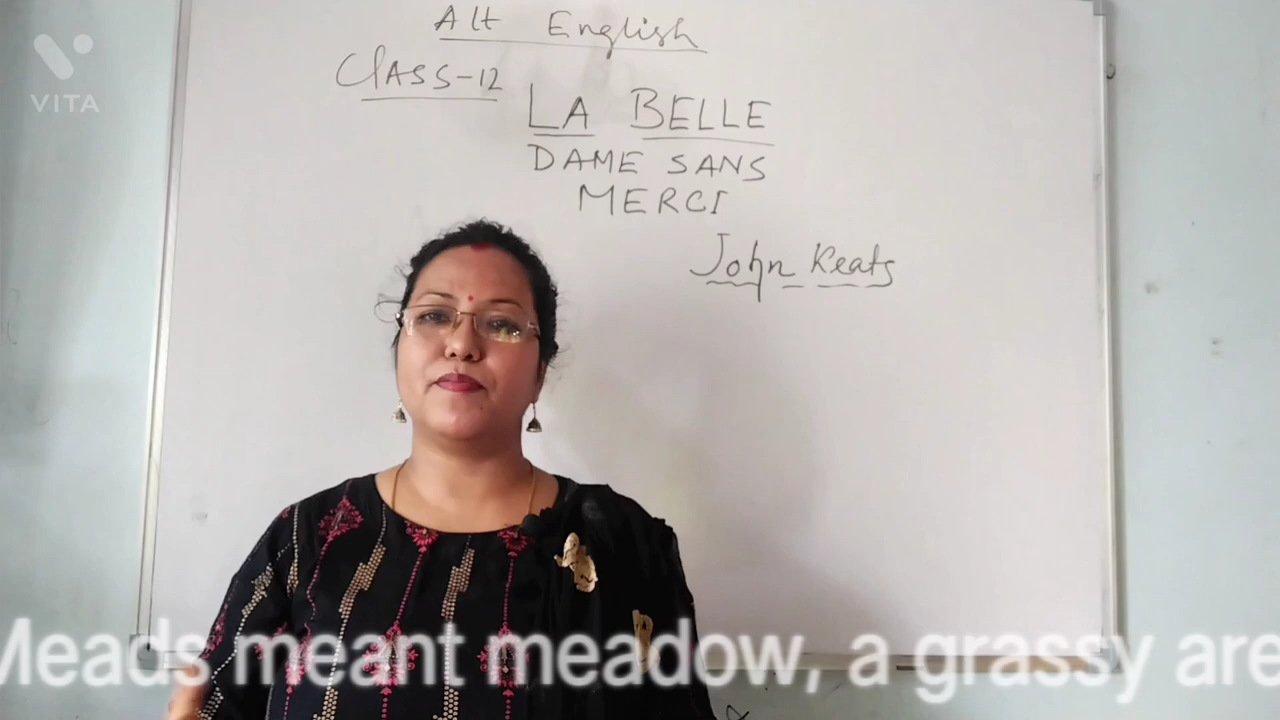 Alt English
CLASS-12
LA BELLE
DAME SANS
MERCI
John Keats
VITA
Meads meant meadow, a grassy are